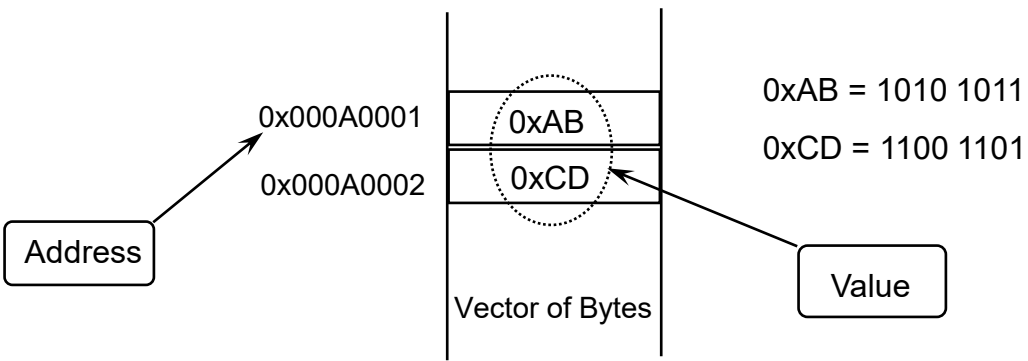 0xAB = 1010 1011
0x000A0001
0xAB
0xCD = 1100 1101
0x000A0002
0xCD
Address
Value
Vector of Bytes